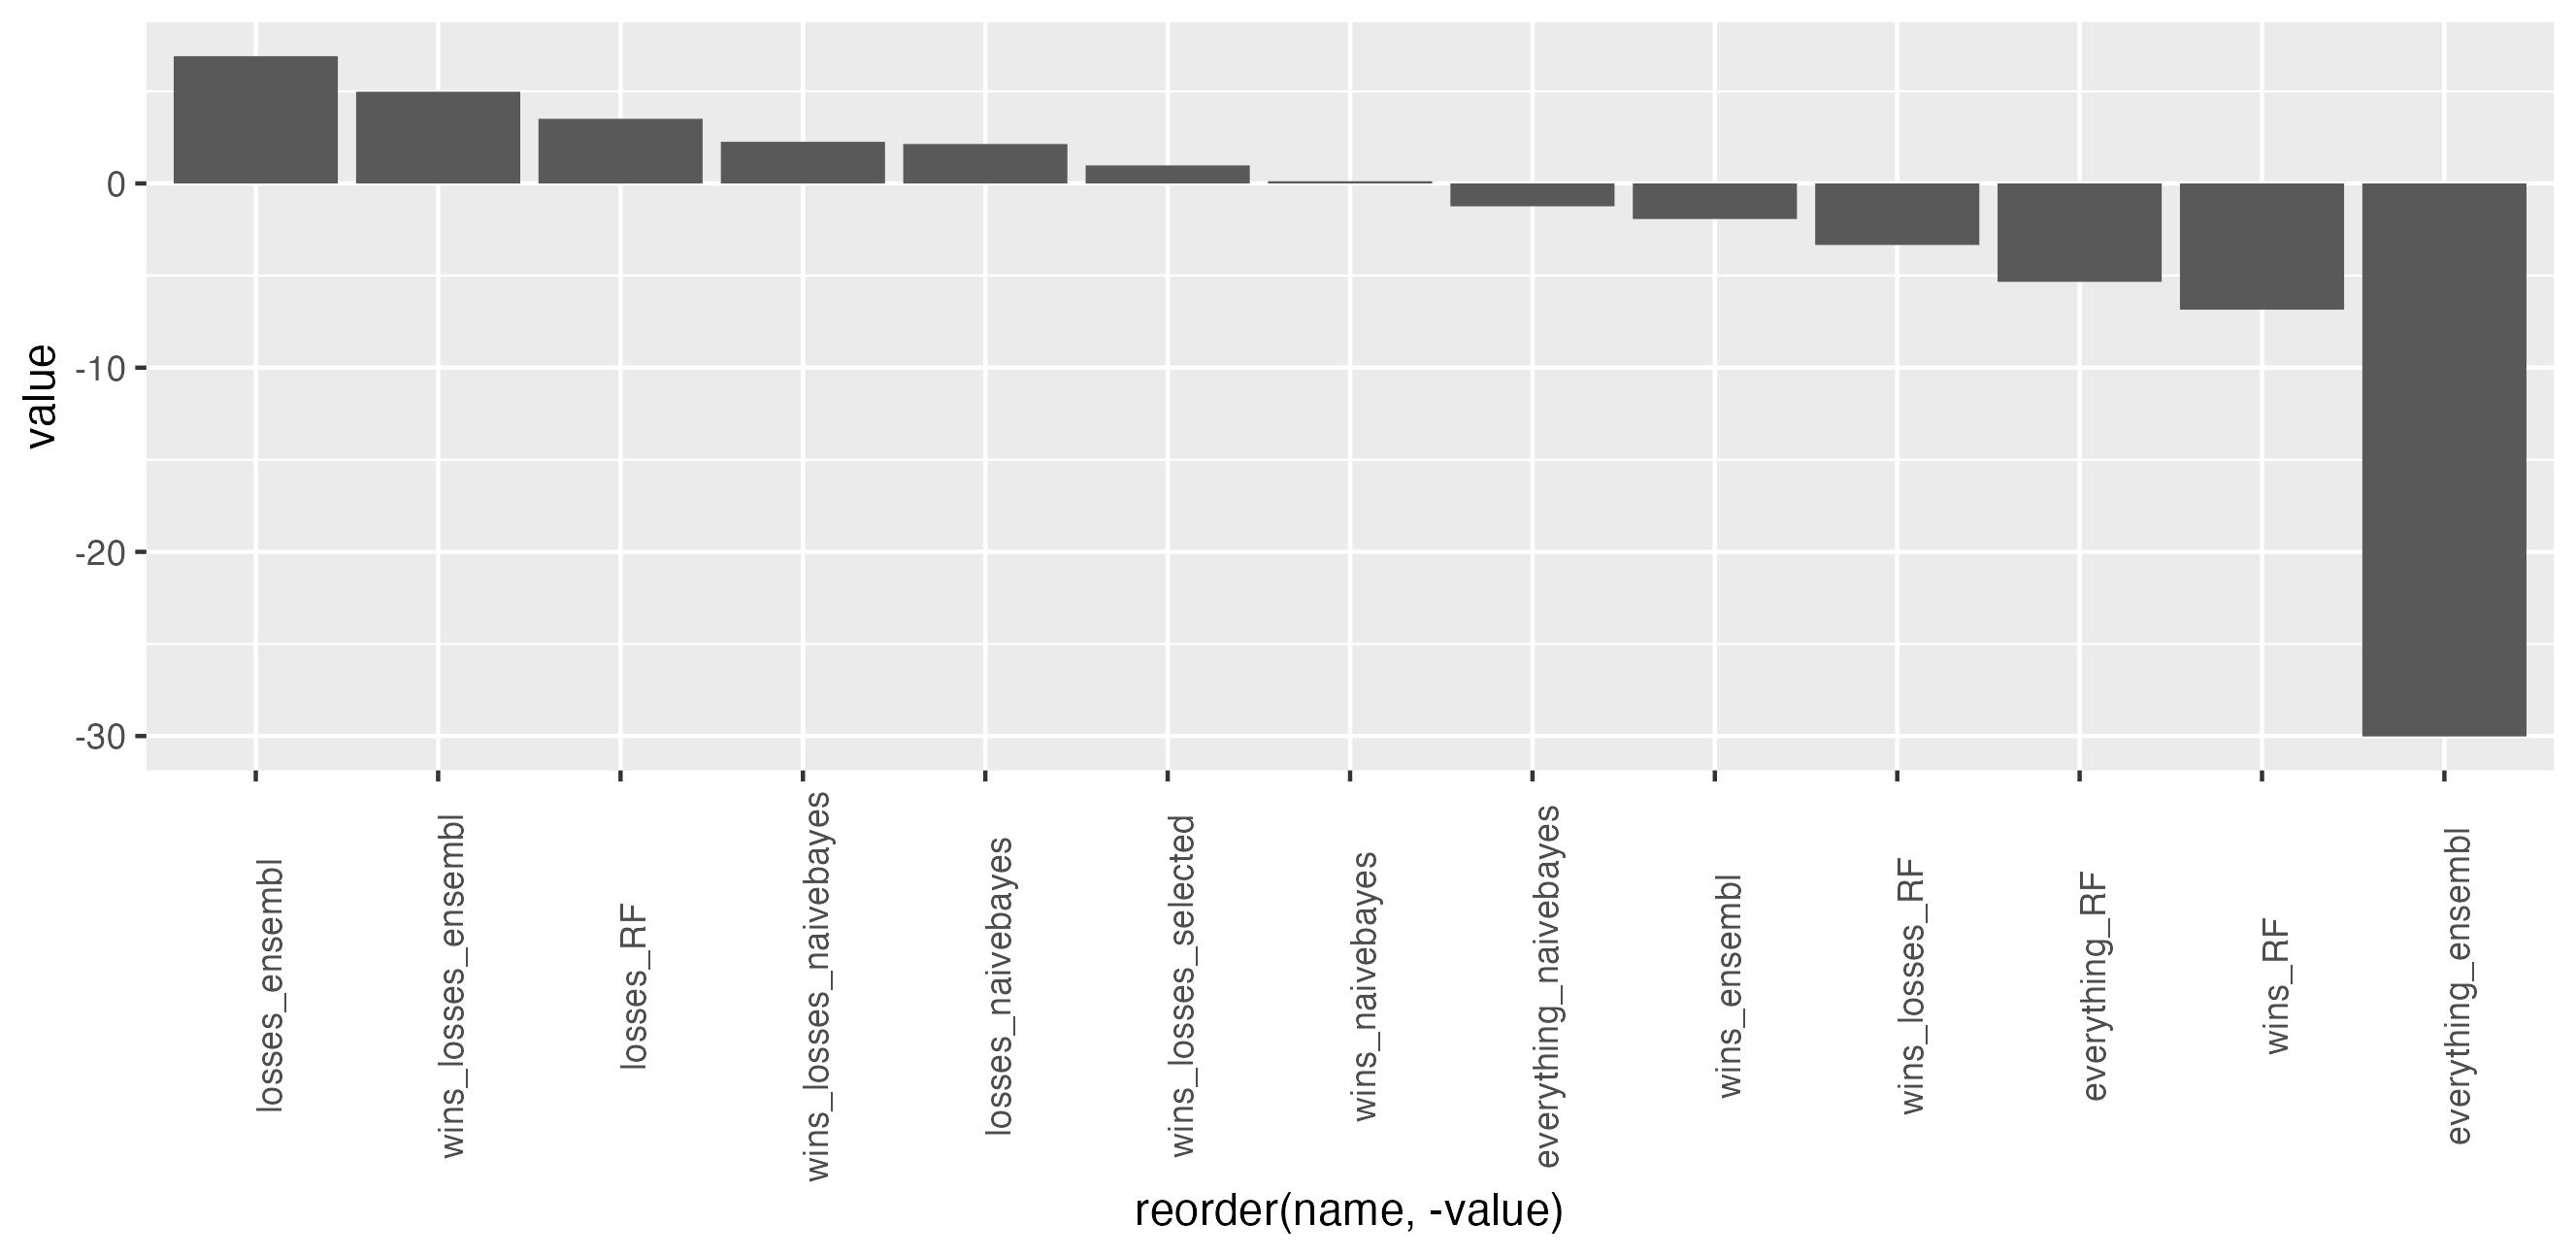 value
0
-10
-20
-30
losses_ensembl
wins_losses_ensembl
losses_RF
wins_losses_naivebayes
losses_naivebayes
wins_losses_selected
wins_naivebayes
everything_naivebayes
wins_ensembl
wins_losses_RF
everything_RF
wins_RF
everything_ensembl
reorder(name, -value)